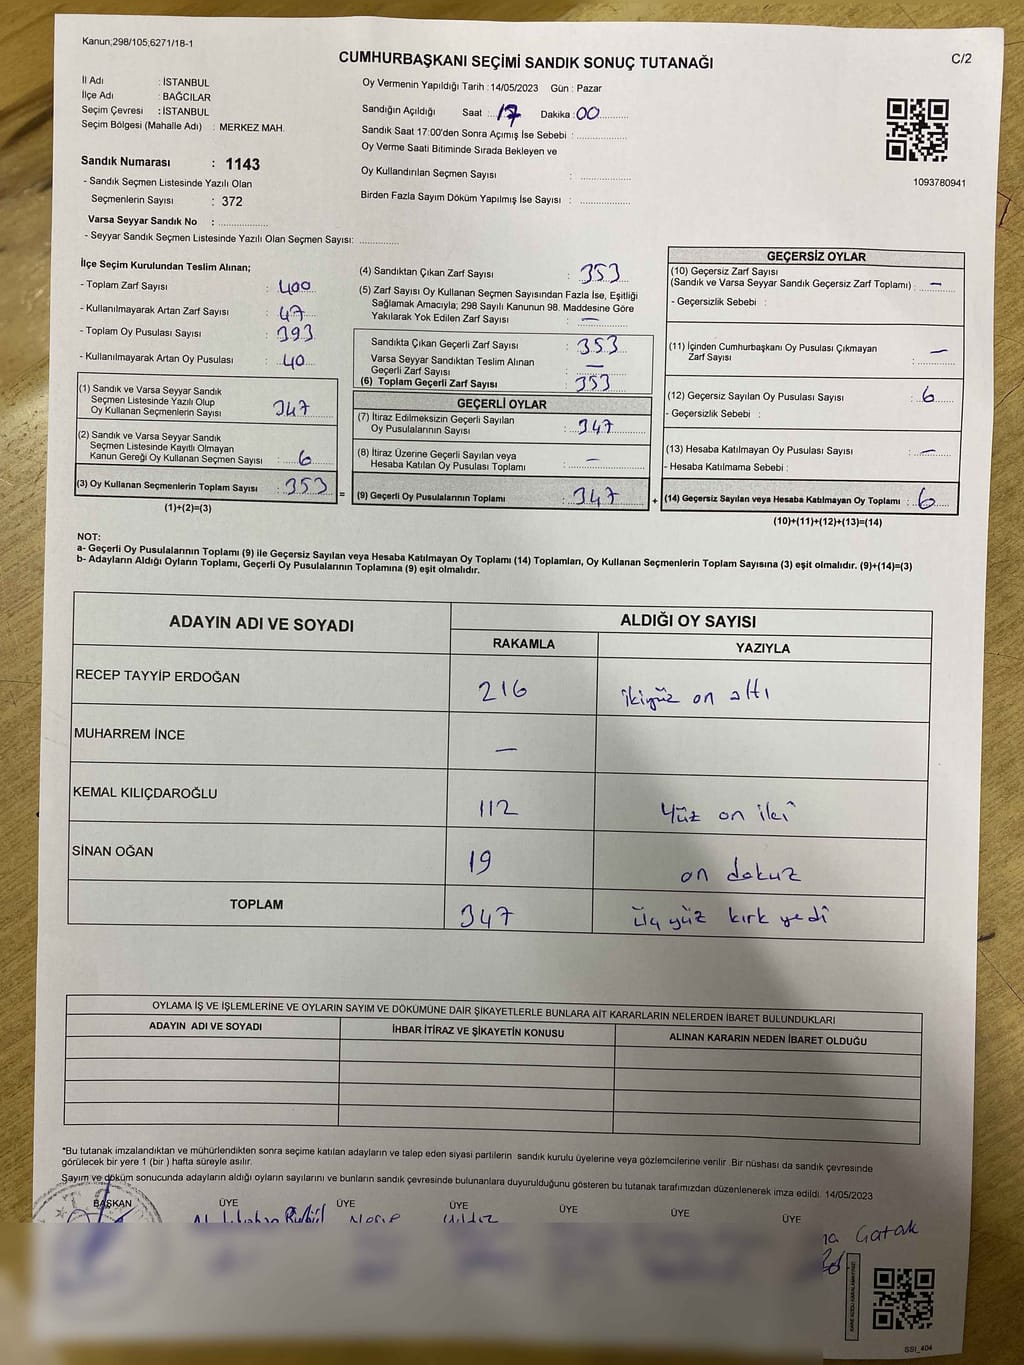 Kanun;298/105;6271/18-1
C/2
CUMHURBAŞKANI SEÇİMİ SANDIK SONUÇ TUTANAĞI
İl Adı : İSTANBUL
İlçe Adı : BAĞCILAR
Seçim Çevresi : İSTANBUL
Seçim Bölgesi (Mahalle Adı) : MERKEZ MAH.
Sandık Numarası : 1143
- Sandık Seçmen Listesinde Yazılı Olan
Seçmenlerin Sayısı : 372
Varsa Seyyar Sandık No : ..................
- Seyyar Sandık Seçmen Listesinde Yazılı Olan Seçmen Sayısı: ..............
Oy Vermenin Yapıldığı Tarih : 14/05/2023 Gün : Pazar
Sandığın Açıldığı Saat : 17 Dakika : 00
Sandık Saat 17:00'den Sonra Açımış İse Sebebi : ..................
Oy Verme Saati Bitiminde Sırada Bekleyen ve
Oy Kullandırılan Seçmen Sayısı : ..................
Birden Fazla Sayım Döküm Yapılmış İse Sayısı : ..................
1093780941
İlçe Seçim Kurulundan Teslim Alınan;
- Toplam Zarf Sayısı : 400
- Kullanılmayarak Artan Zarf Sayısı : 47
- Toplam Oy Pusulası Sayısı : 393
- Kullanılmayarak Artan Oy Pusulası : 40
(1) Sandık ve Varsa Seyyar Sandık
Seçmen Listesinde Yazılı Olup
Oy Kullanan Seçmenlerin Sayısı 347
(2) Sandık ve Varsa Seyyar Sandık
Seçmen Listesinde Kayıtlı Olmayan
Kanun Gereği Oy Kullanan Seçmen Sayısı : 6
(3) Oy Kullanan Seçmenlerin Toplam Sayısı : 353
(1)+(2)=(3)
=
(4) Sandıktan Çıkan Zarf Sayısı : 353
(5) Zarf Sayısı Oy Kullanan Seçmen Sayısından Fazla İse, Eşitliği
Sağlamak Amacıyla; 298 Sayılı Kanunun 98. Maddesine Göre
Yakılarak Yok Edilen Zarf Sayısı : —
Sandıkta Çıkan Geçerli Zarf Sayısı : 353
Varsa Seyyar Sandıktan Teslim Alınan
Geçerli Zarf Sayısı : —
(6) Toplam Geçerli Zarf Sayısı : 353
GEÇERLİ OYLAR
(7) İtiraz Edilmeksizin Geçerli Sayılan
Oy Pusulalarının Sayısı : 347
(8) İtiraz Üzerine Geçerli Sayılan veya
Hesaba Katılan Oy Pusulası Toplamı : —
(9) Geçerli Oy Pusulalarının Toplamı : 347
+
GEÇERSİZ OYLAR
(10) Geçersiz Zarf Sayısı
(Sandık ve Varsa Seyyar Sandık Geçersiz Zarf Toplamı) : —
- Geçersizlik Sebebi :
(11) İçinden Cumhurbaşkanı Oy Pusulası Çıkmayan
Zarf Sayısı : —
(12) Geçersiz Sayılan Oy Pusulası Sayısı : 6
- Geçersizlik Sebebi :
(13) Hesaba Katılmayan Oy Pusulası Sayısı : —
- Hesaba Katılmama Sebebi :
(14) Geçersiz Sayılan veya Hesaba Katılmayan Oy Toplamı : 6
(10)+(11)+(12)+(13)=(14)
NOT:
a- Geçerli Oy Pusulalarının Toplamı (9) ile Geçersiz Sayılan veya Hesaba Katılmayan Oy Toplamı (14) Toplamları, Oy Kullanan Seçmenlerin Toplam Sayısına (3) eşit olmalıdır. (9)+(14)=(3)
b- Adayların Aldığı Oyların Toplamı, Geçerli Oy Pusulalarının Toplamına (9) eşit olmalıdır.
ADAYIN ADI VE SOYADI
ALDIĞI OY SAYISI
RAKAMLA YAZIYLA
RECEP TAYYİP ERDOĞAN 216 ikiyüz on altı
MUHARREM İNCE —
KEMAL KILIÇDAROĞLU 112 Yüz on iki
SİNAN OĞAN 19 on dokuz
TOPLAM 347 üç yüz kırk yedi
OYLAMA İŞ VE İŞLEMLERİNE VE OYLARIN SAYIM VE DÖKÜMÜNE DAİR ŞİKAYETLERLE BUNLARA AİT KARARLARIN NELERDEN İBARET BULUNDUKLARI
ADAYIN ADI VE SOYADI İHBAR İTİRAZ VE ŞİKAYETİN KONUSU ALINAN KARARIN NEDEN İBARET OLDUĞU
*Bu tutanak imzalandıktan ve mühürlendikten sonra seçime katılan adayların ve talep eden siyasi partilerin sandık kurulu üyelerine veya gözlemcilerine verilir .Bir nüshası da sandık çevresinde
görülecek bir yere 1 (bir ) hafta süreyle asılır.
Sayım ve döküm sonucunda adayların aldığı oyların sayılarını ve bunların sandık çevresinde bulunanlara duyurulduğunu gösteren bu tutanak tarafımızdan düzenlenerek imza edildi. 14/05/2023
BAŞKAN ÜYE ÜYE ÜYE ÜYE ÜYE ÜYE
Yıldız
SSİ_404